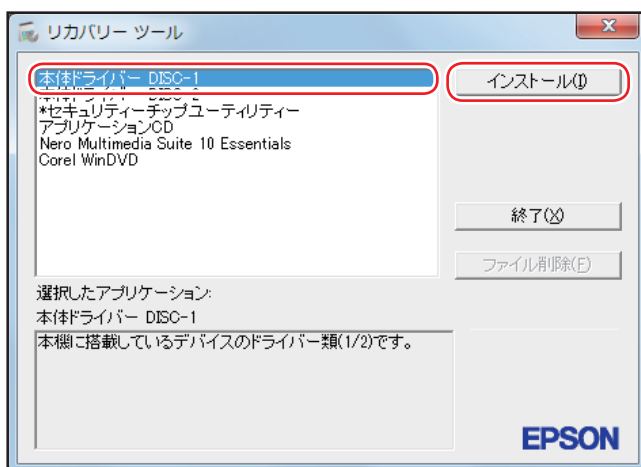 リカバリー ツール
本体ドライバー DISC-1
インストール(I)
*セキュリティーチップユーティリティー
アプリケーションCD
Nero Multimedia Suite 10 Essentials
Corel WinDVD
終了(X)
ファイル削除(F)
選択したアプリケーション:
本体ドライバー DISC-1
本機に搭載しているデバイスのドライバー類(1/2)です。
EPSON